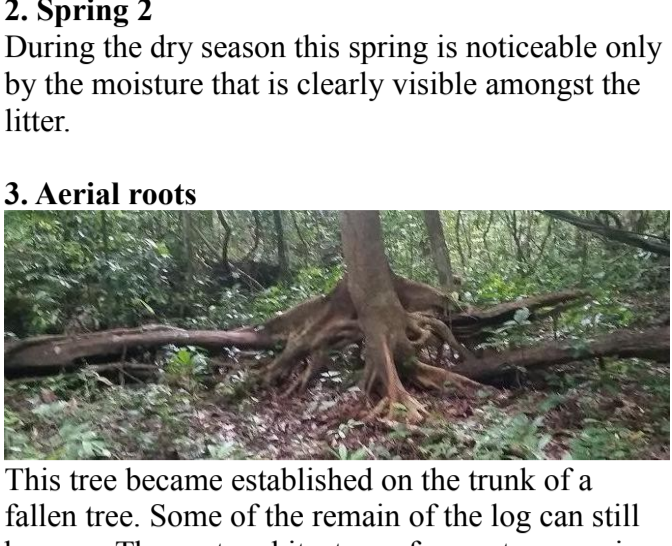 2. Spring 2
During the dry season this spring is noticeable only
by the moisture that is clearly visible amongst the
litter.
3. Aerial roots
This tree became established on the trunk of a
fallen tree. Some of the remain of the log can still